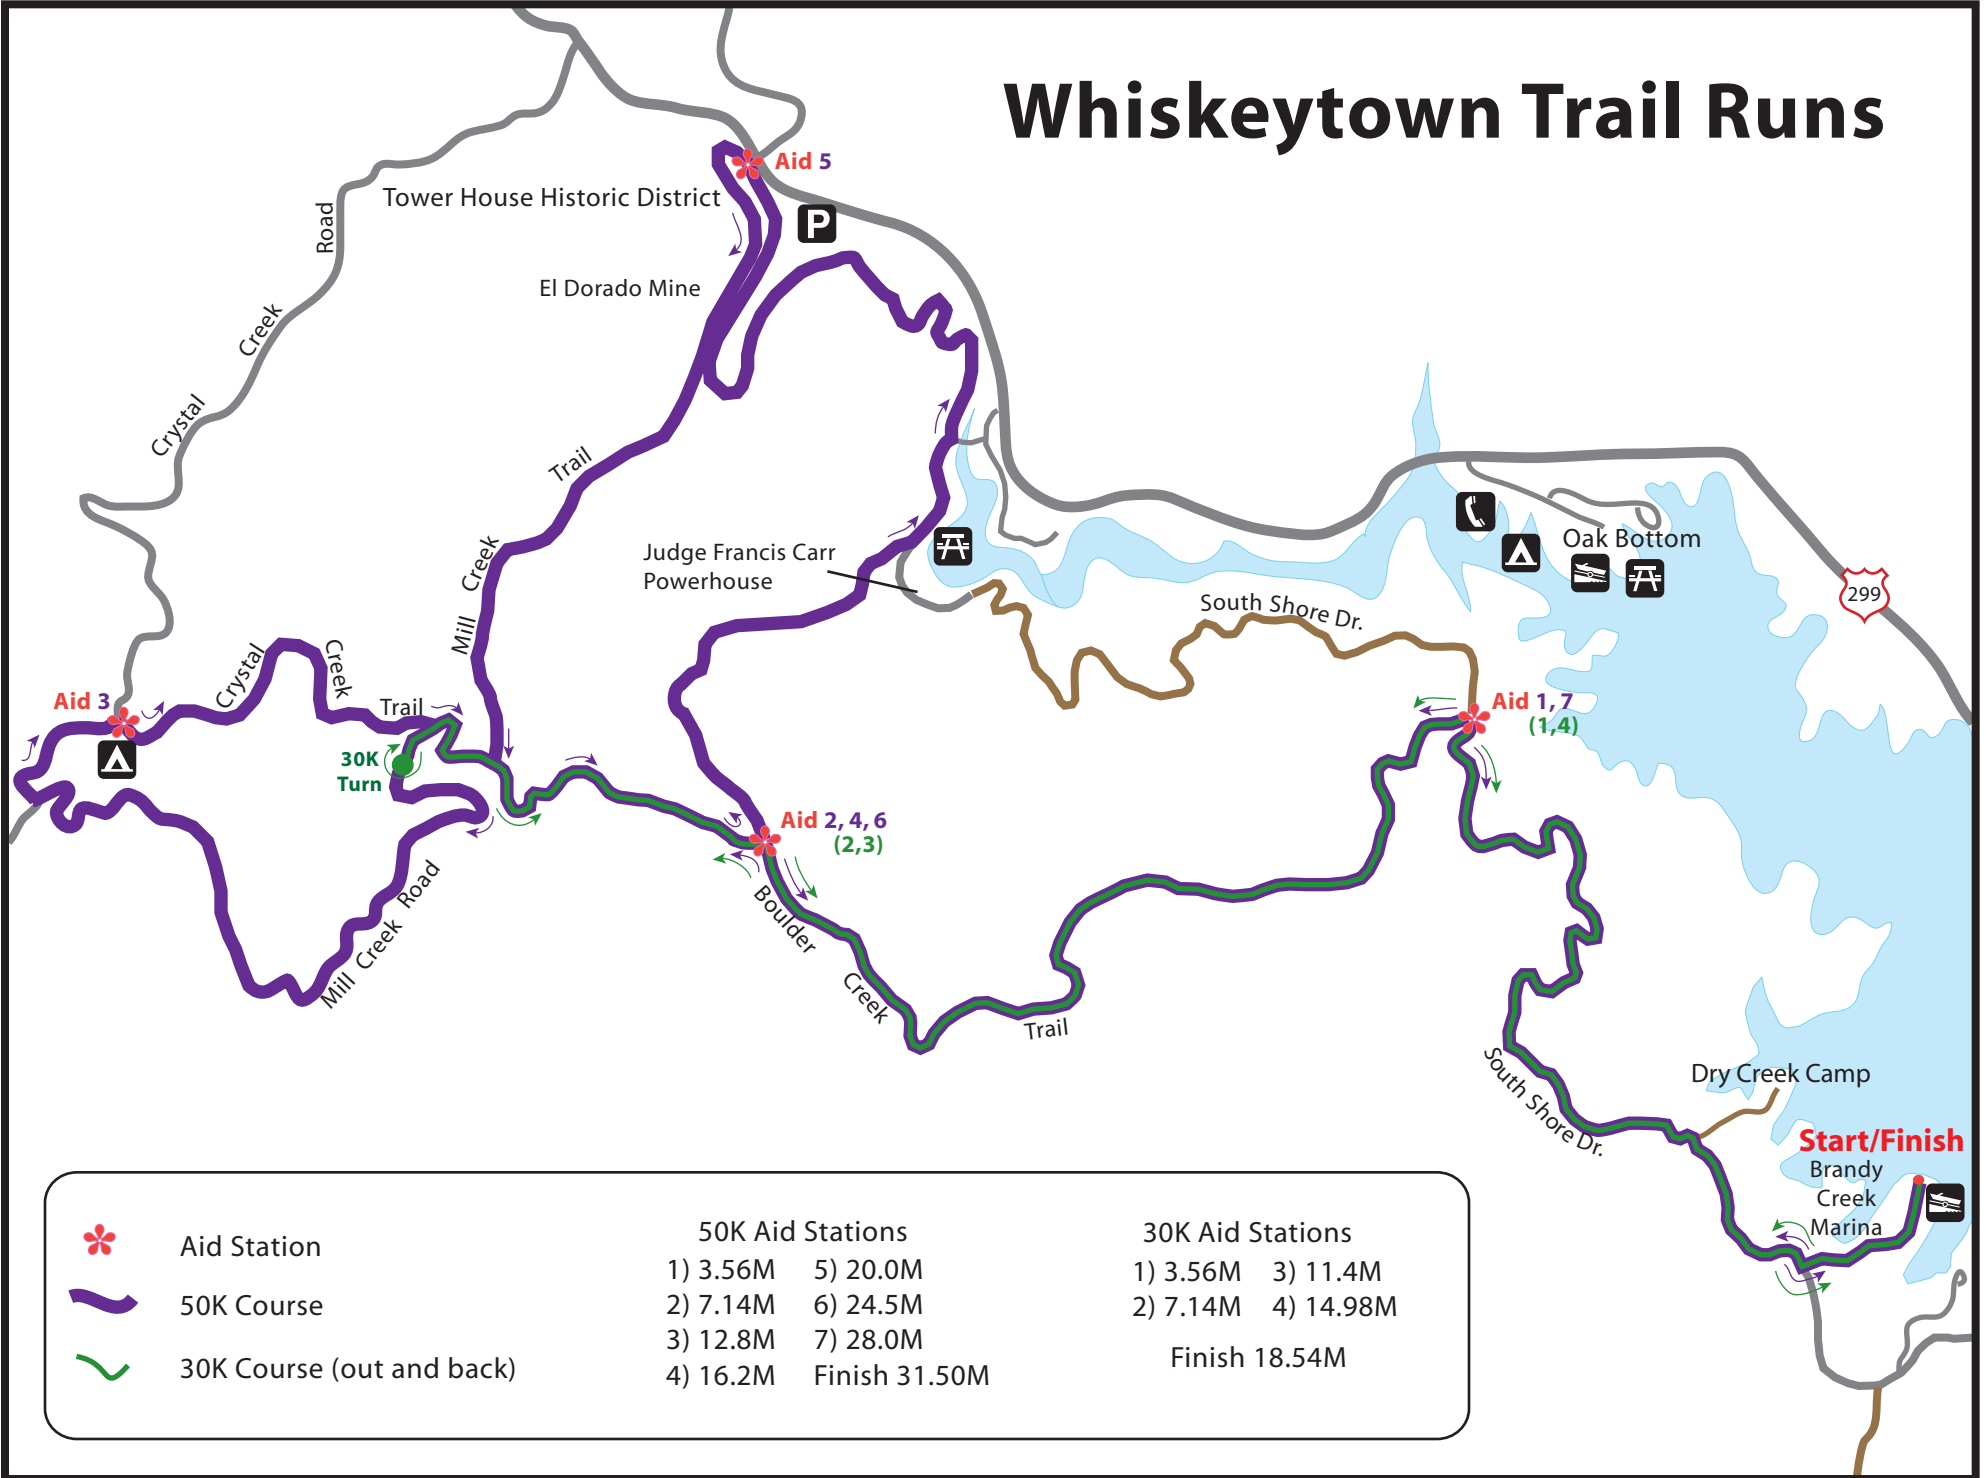 Whiskeytown Trail Runs
Aid 5
Tower House Historic District
P
El Dorado Mine
Crystal Creek Road
Mill Creek Trail
Judge Francis Carr
Powerhouse
Oak Bottom
299
South Shore Dr.
Aid 3
Crystal Creek Trail
30K
Turn
Aid 1, 7
(1,4)
Aid 2, 4, 6
(2,3)
Mill Creek Road
Boulder Creek Trail
South Shore Dr.
Dry Creek Camp
Start/Finish
Brandy
Creek
Marina
Aid Station
50K Course
30K Course (out and back)
50K Aid Stations
1) 3.56M 5) 20.0M
2) 7.14M 6) 24.5M
3) 12.8M 7) 28.0M
4) 16.2M Finish 31.50M
30K Aid Stations
1) 3.56M 3) 11.4M
2) 7.14M 4) 14.98M
Finish 18.54M